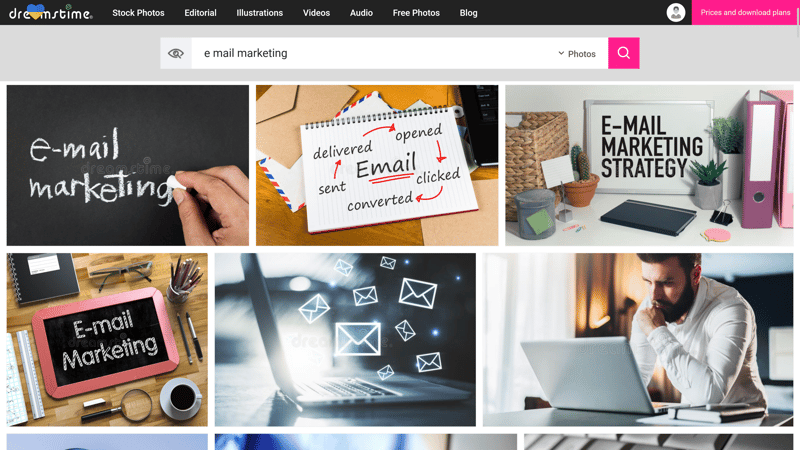 dreamstime
Stock Photos
Editorial
Illustrations
Videos
Audio
Free Photos
Blog
Prices and download plans
e mail marketing
Photos
e-mail
marketing
delivered
opened
Email
sent
clicked
converted
E-MAIL
MARKETING
STRATEGY
E-mail
Marketing
dreamstime